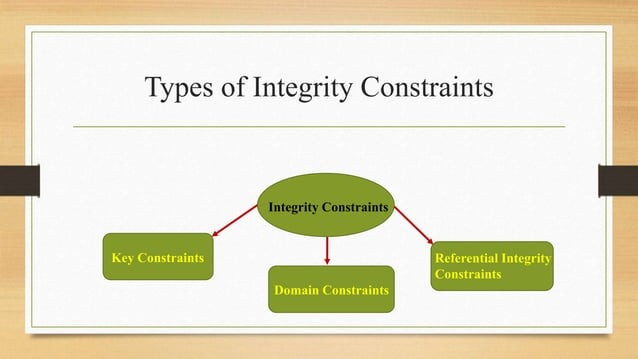 Types of Integrity Constraints
Integrity Constraints
Key Constraints
Domain Constraints
Referential Integrity
Constraints